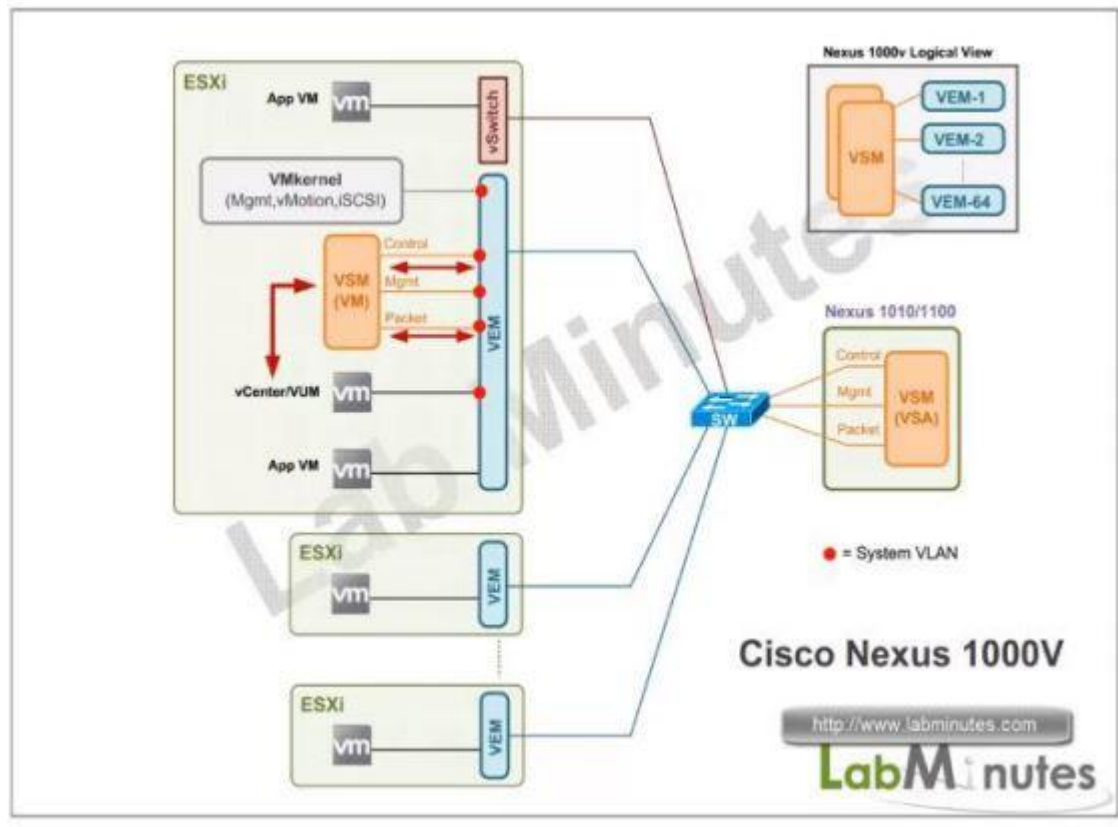 ESXi
App VM
vm
vSwitch
VMkernel
(Mgmt,vMotion,iSCSI)
VSM
(VM)
Control
Mgmt
Packet
VEM
vCenter/VUM
vm
App VM
vm
ESXi
vm
VEM
ESXi
vm
VEM
SW
Nexus 1000v Logical View
VSM
VEM-1
VEM-2
VEM-64
Nexus 1010/1100
Control
Mgmt
Packet
VSM
(VSA)
= System VLAN
Cisco Nexus 1000V
http://www.labminutes.com
LabMinutes
Lab Minutes